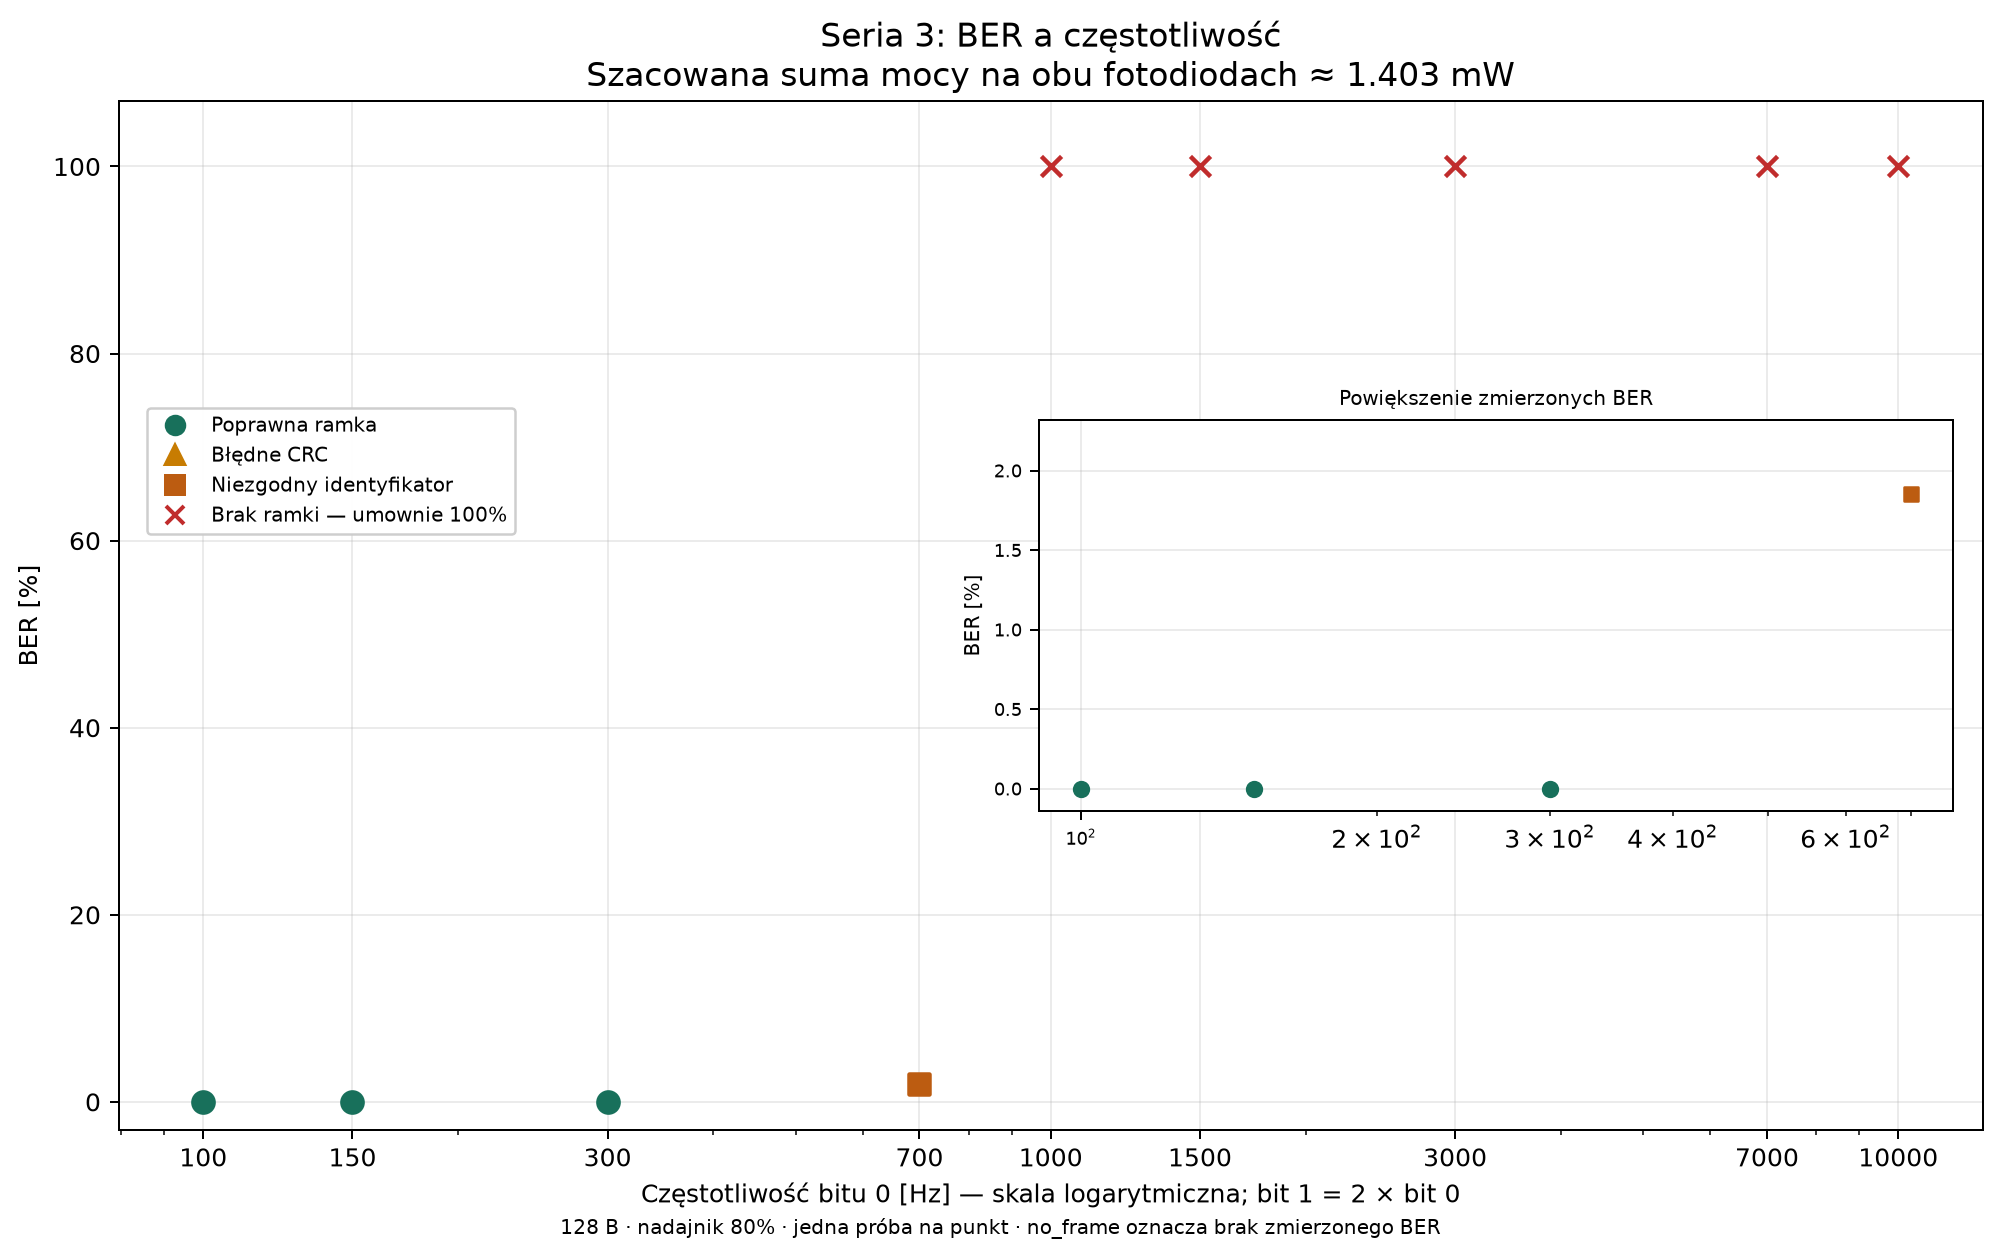 Seria 3: BER a częstotliwość
Szacowana suma mocy na obu fotodiodach ≈ 1.403 mW
BER [%]
100
80
60
40
20
0
Poprawna ramka
Błędne CRC
Niezgodny identyfikator
Brak ramki — umownie 100%
Powiększenie zmierzonych BER
BER [%]
2.0
1.5
1.0
0.5
0.0
10² 2 × 10² 3 × 10² 4 × 10² 6 × 10²
100 150 300 700 1000 1500 3000 7000 10000
Częstotliwość bitu 0 [Hz] — skala logarytmiczna; bit 1 = 2 × bit 0
128 B · nadajnik 80% · jedna próba na punkt · no_frame oznacza brak zmierzonego BER